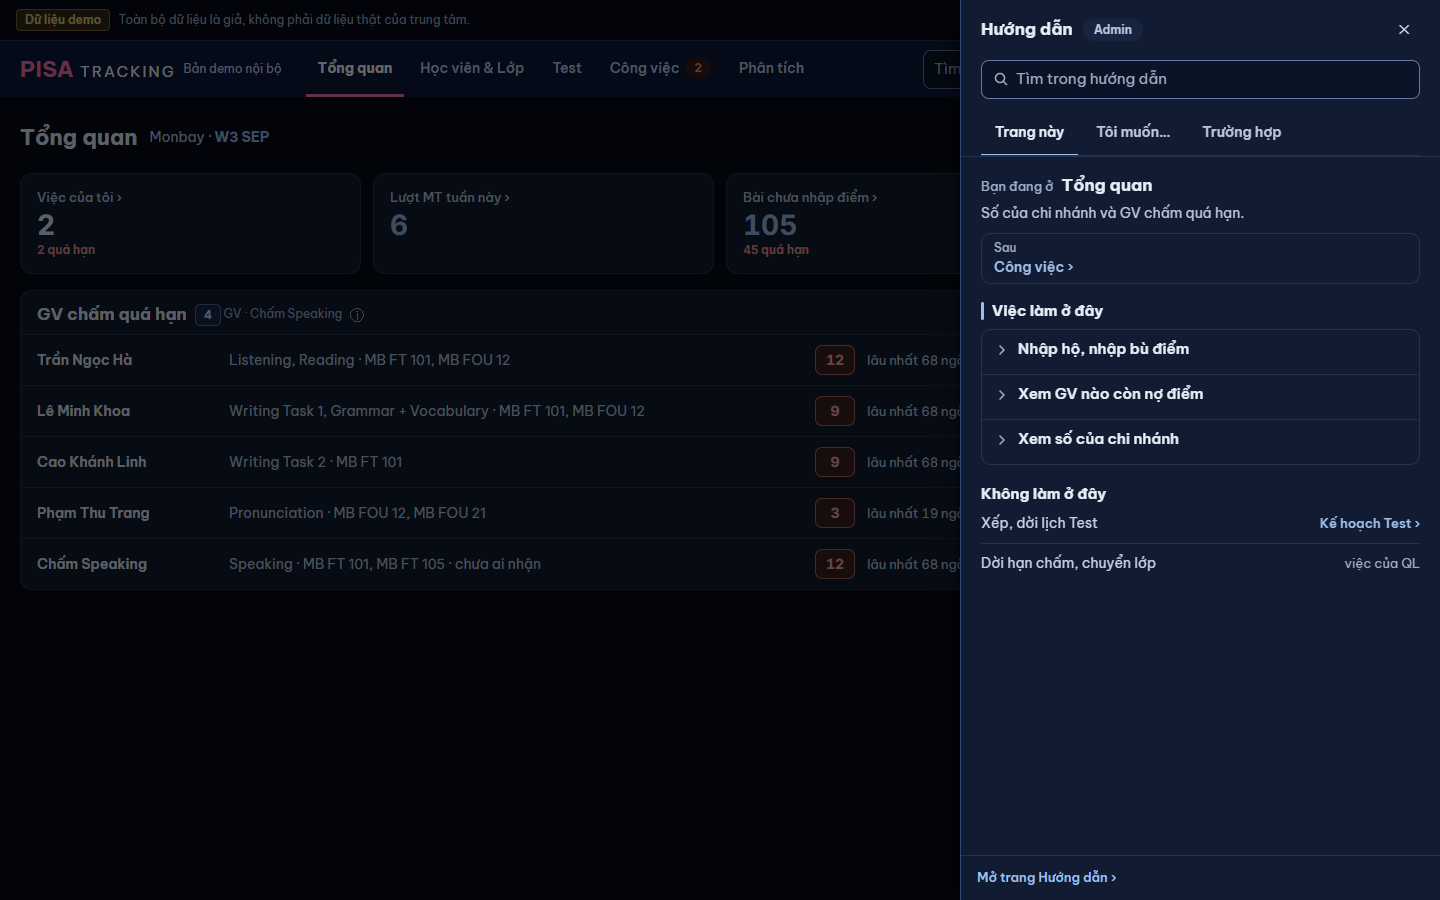 Dữ liệu demo Toàn bộ dữ liệu là giả, không phải dữ liệu thật của trung tâm.
PISA TRACKING Bản demo nội bộ Tổng quan Học viên & Lớp Test Công việc 2 Phân tích Tìm
Tổng quan Monbay · W3 SEP
Việc của tôi ›
2
2 quá hạn
Lượt MT tuần này ›
6
Bài chưa nhập điểm ›
105
45 quá hạn
GV chấm quá hạn 4 GV · Chấm Speaking
Trần Ngọc Hà Listening, Reading · MB FT 101, MB FOU 12 12 lâu nhất 68
Lê Minh Khoa Writing Task 1, Grammar + Vocabulary · MB FT 101, MB FOU 12 9 lâu nhất 68
Cao Khánh Linh Writing Task 2 · MB FT 101 9 lâu nhất 68
Phạm Thu Trang Pronunciation · MB FOU 12, MB FOU 21 3 lâu nhất 19
Chấm Speaking Speaking · MB FT 101, MB FT 105 · chưa ai nhận 12 lâu nhất 68
Hướng dẫn Admin
Tìm trong hướng dẫn
Trang này Tôi muốn... Trường hợp
Bạn đang ở Tổng quan
Số của chi nhánh và GV chấm quá hạn.
Sau
Công việc ›
Việc làm ở đây
Nhập hộ, nhập bù điểm
Xem GV nào còn nợ điểm
Xem số của chi nhánh
Không làm ở đây
Xếp, dời lịch Test Kế hoạch Test ›
Dời hạn chấm, chuyển lớp việc của QL
Mở trang Hướng dẫn ›